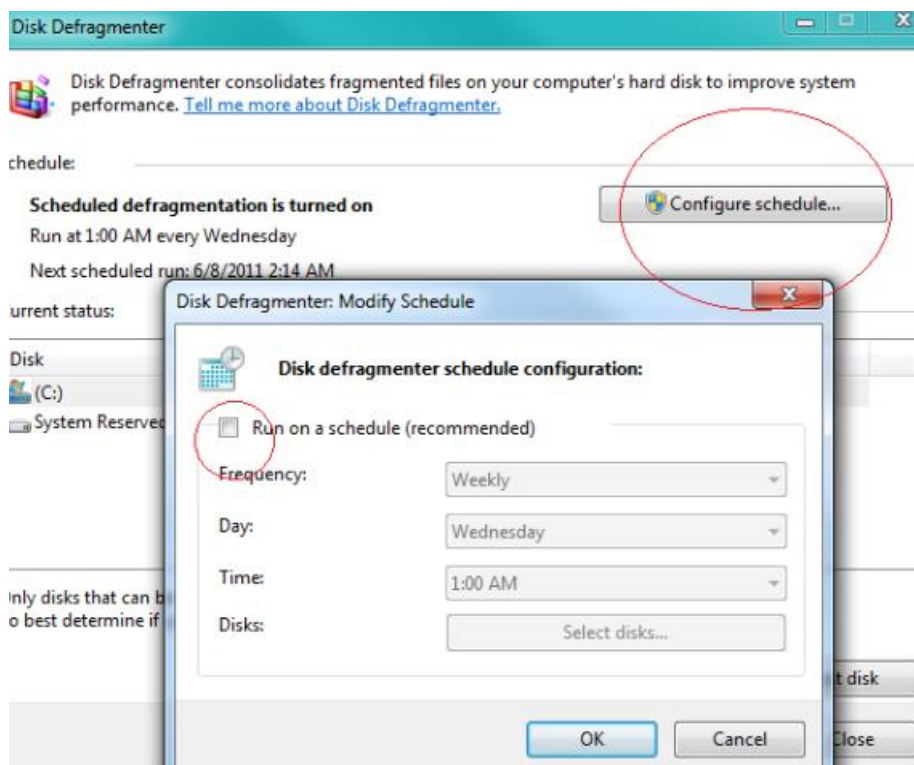 Disk Defragmenter
Disk Defragmenter consolidates fragmented files on your computer's hard disk to improve system
performance. Tell me more about Disk Defragmenter.
chedule:
Scheduled defragmentation is turned on
Configure schedule...
Run at 1:00 AM every Wednesday
Next scheduled run: 6/8/2011 2:14 AM
urrent status:
Disk Defragmenter: Modify Schedule
Disk
Disk defragmenter schedule configuration:
(C:)
System Reserved
Run on a schedule (recommended)
Frequency:
Weekly
Day:
Wednesday
Time:
1:00 AM
nly disks that can b
o best determine if
Disks:
Select disks...
t disk
OK
Cancel
Close